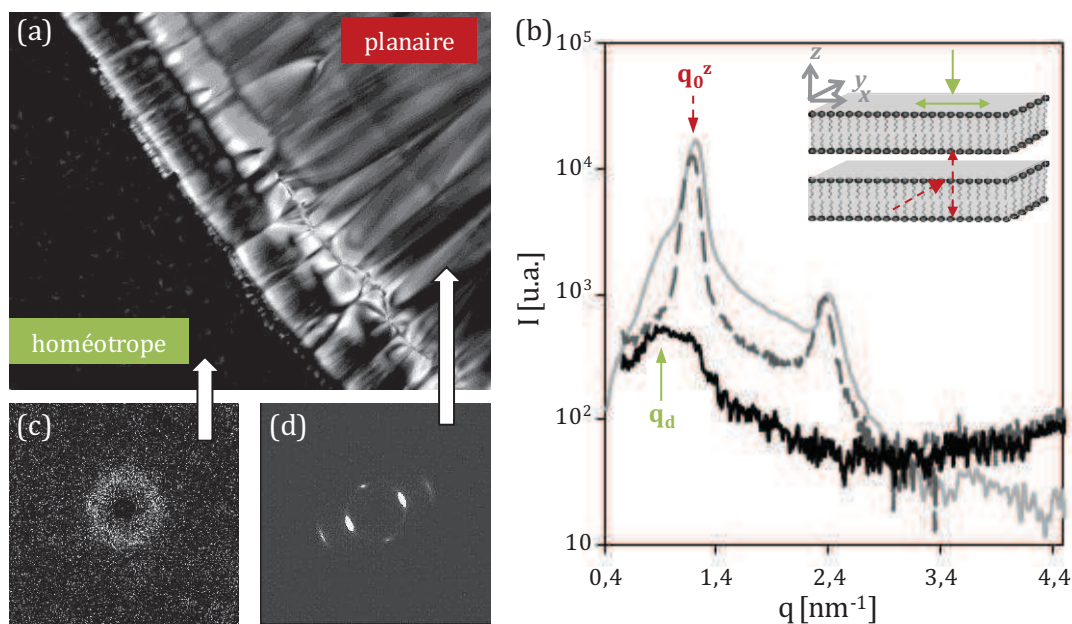 (a)
planaire
homéotrope
(c)
(d)
(b)
10⁵
10⁴
10³
10²
10
I [u.a.]
q₀ᶻ
z
y
x
q_d
0,4
1,4
2,4
3,4
4,4
q [nm⁻¹]